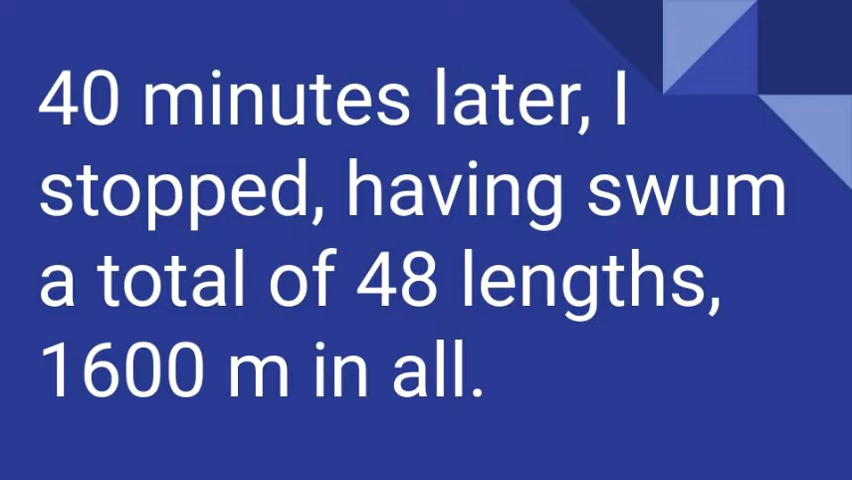 40 minutes later, I
stopped, having swum
a total of 48 lengths,
1600 m in all.